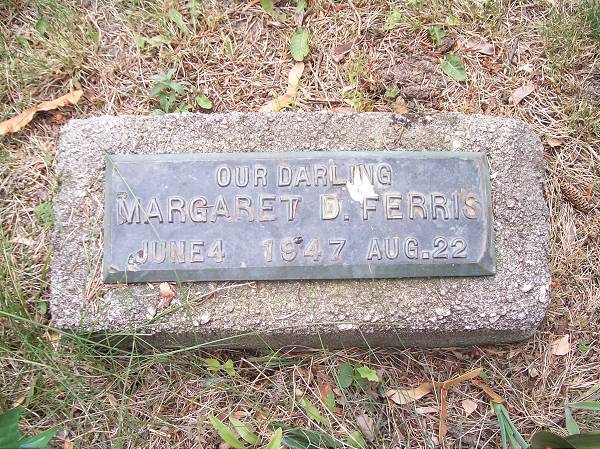 OUR DARLING
MARGARET D. FERRIS
JUNE 4 1947 AUG. 22